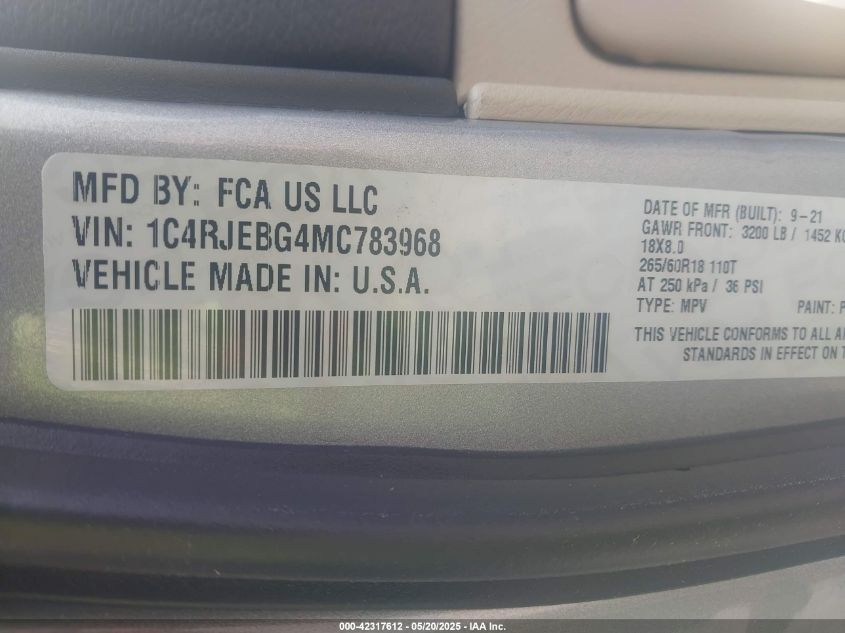 MFD BY: FCA US LLC
VIN: 1C4RJEBG4MC783968
VEHICLE MADE IN: U.S.A.
DATE OF MFR (BUILT): 9-21
GAWR FRONT: 3200 LB / 1452
18X8.0
265/60R18 110T
AT 250 kPa / 36 PSI
TYPE: MPV PAINT:
THIS VEHICLE CONFORMS TO ALL
STANDARDS IN EFFECT ON
000-42317612 - 05/20/2025 - IAA Inc.